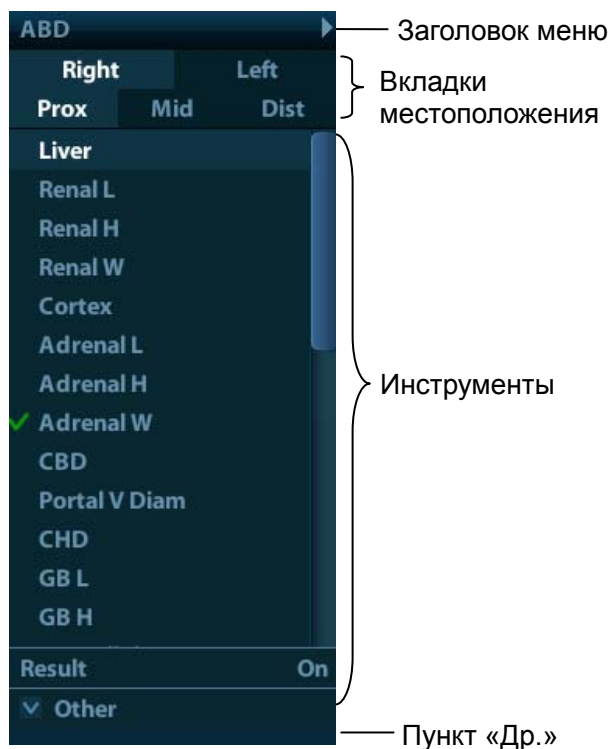 ABD
Заголовок меню
Right Left
Prox Mid Dist
Вкладки
местоположения
Liver
Renal L
Renal H
Renal W
Cortex
Adrenal L
Adrenal H
Инструменты
Adrenal W
CBD
Portal V Diam
CHD
GB L
GB H
Result On
Other
Пункт «Др.»